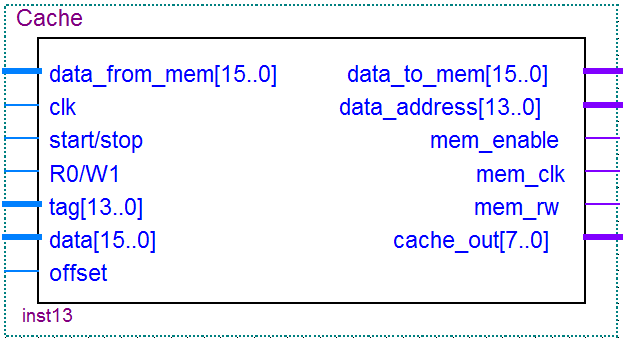 Cache
data_from_mem[15..0] data_to_mem[15..0]
clk data_address[13..0]
start/stop mem_enable
R0/W1 mem_clk
tag[13..0] mem_rw
data[15..0] cache_out[7..0]
offset
inst13